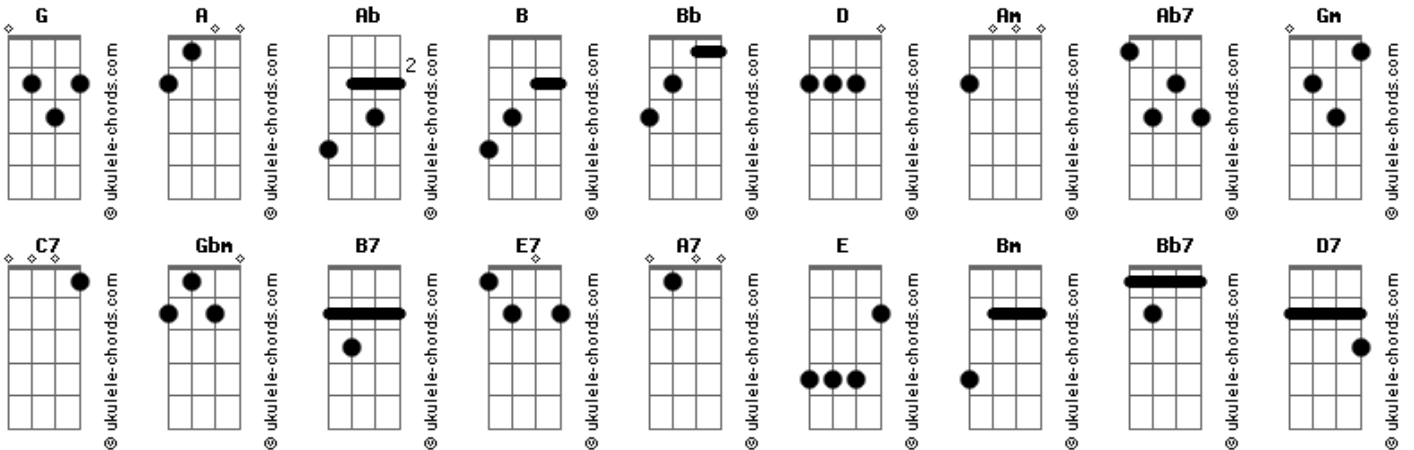 G A Ab B Bb D Am Ab7 Gm
2
© ukulele-chords.com © ukulele-chords.com © ukulele-chords.com © ukulele-chords.com © ukulele-chords.com © ukulele-chords.com © ukulele-chords.com © ukulele-chords.com © ukulele-chords.com
C7 Gbm B7 E7 A7 E Bm Bb7 D7
© ukulele-chords.com © ukulele-chords.com © ukulele-chords.com © ukulele-chords.com © ukulele-chords.com © ukulele-chords.com © ukulele-chords.com © ukulele-chords.com © ukulele-chords.com